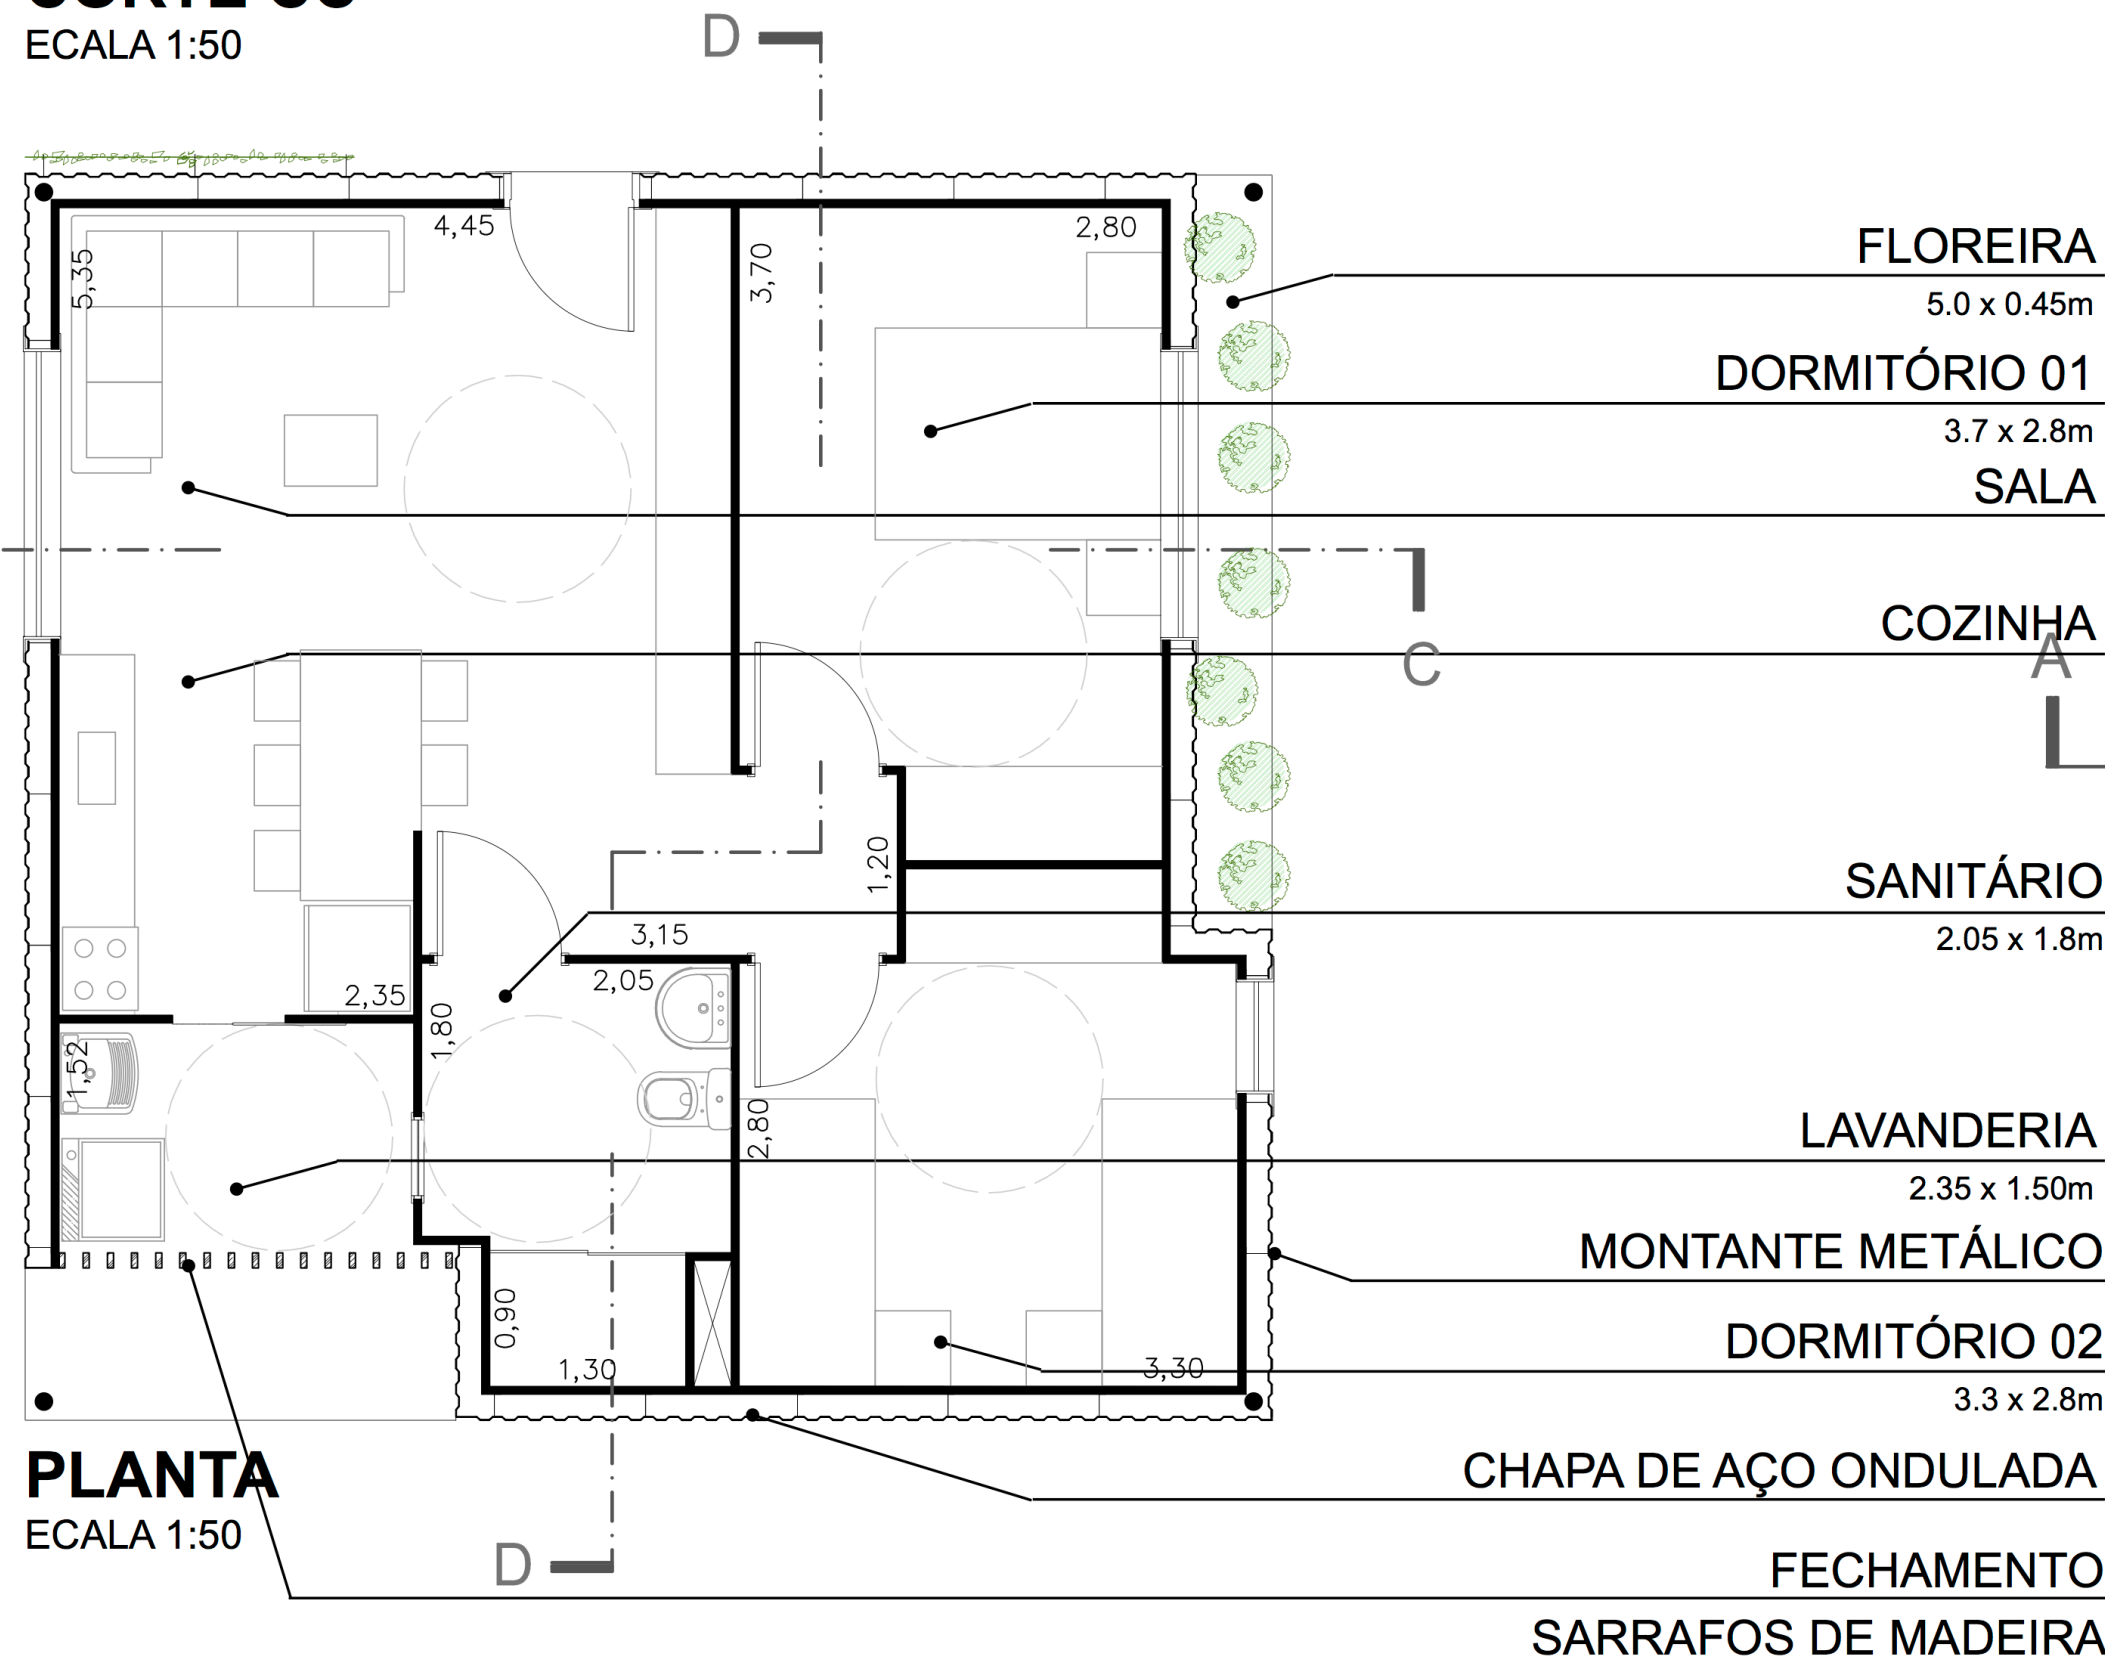 ECALA 1:50
D
4,45
5,35
3,70
2,80
FLOREIRA
5.0 x 0.45m
DORMITÓRIO 01
3.7 x 2.8m
SALA
COZINHA
C
A
1,20
SANITÁRIO
2.05 x 1.8m
3,15
2,05
2,35
1,80
1,52
2,80
LAVANDERIA
2.35 x 1.50m
MONTANTE METÁLICO
0,90
1,30
3,30
DORMITÓRIO 02
3.3 x 2.8m
PLANTA
ECALA 1:50
CHAPA DE AÇO ONDULADA
D
FECHAMENTO
SARRAFOS DE MADEIRA